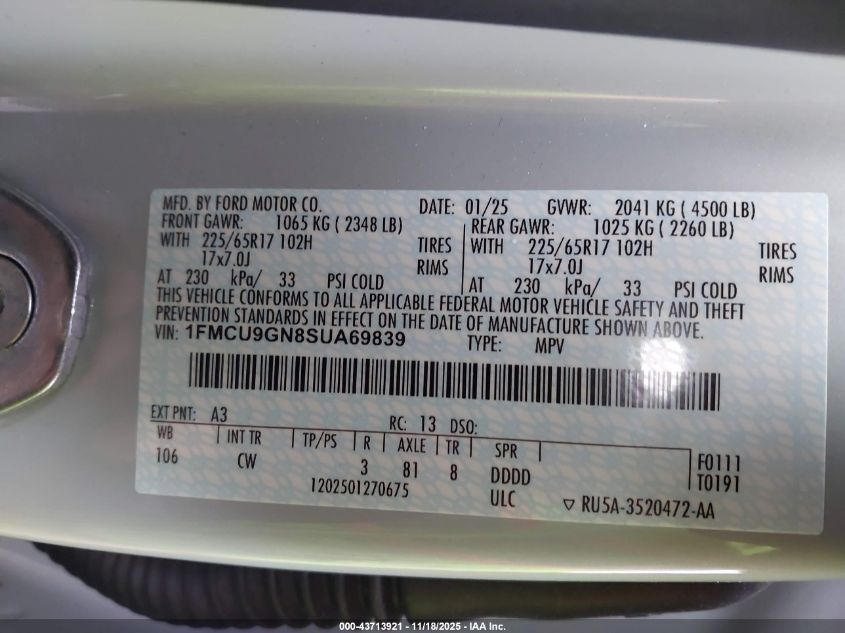 MFD. BY FORD MOTOR CO. DATE: 01/25 GVWR: 2041 KG ( 4500 LB)
FRONT GAWR: 1065 KG ( 2348 LB) REAR GAWR: 1025 KG ( 2260 LB)
WITH 225/65R17 102H TIRES WITH 225/65R17 102H TIRES
17x7.0J RIMS 17x7.0J RIMS
AT 230 kPa/ 33 PSI COLD AT 230 kPa/ 33 PSI COLD
THIS VEHICLE CONFORMS TO ALL APPLICABLE FEDERAL MOTOR VEHICLE SAFETY AND THEFT
PREVENTION STANDARDS IN EFFECT ON THE DATE OF MANUFACTURE SHOWN ABOVE.
VIN: 1FMCU9GN8SUA69839 TYPE: MPV
EXT PNT: A3 RC: 13 DSO:
WB INT TR TP/PS R AXLE TR SPR
106 CW 3 81 8 DDDD F0111
1202501270675 ULC T0191
▽ RU5A-3520472-AA
000-43713921 - 11/18/2025 - IAA Inc.